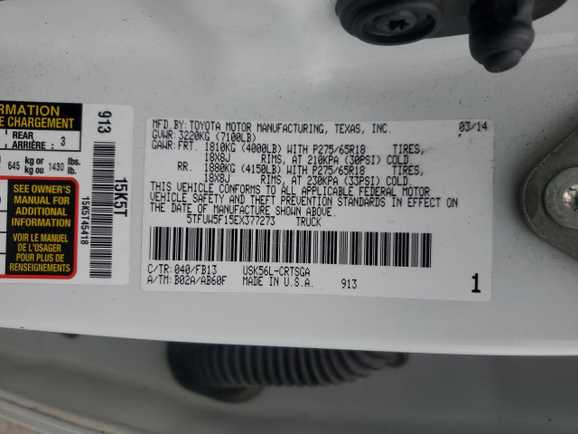 MFD.BY: TOYOTA MOTOR MANUFACTURING, TEXAS, INC. 03/14
GVWR 3220KG (7100LB)
GAWR: FRT. 1810KG (4000LB) WITH P275/65R18 TIRES,
18X8J RIMS, AT 210KPA (30PSI) COLD
RR. 1880KG (4150LB) WITH P275/65R18 TIRES,
18X8J RIMS, AT 230KPA (33PSI) COLD
THIS VEHICLE CONFORMS TO ALL APPLICABLE FEDERAL MOTOR
VEHICLE SAFETY AND THEFT PREVENTION STANDARDS IN EFFECT
ON THE DATE OF MANUFACTURE SHOWN ABOVE.
5TFUW5F15EX377273 TRUCK
C/TR: 040/FB13 USK56L-CRTSGA
A/TM: B02A/AB60F MADE IN U.S.A. 913
1
RMATION
E CHARGEMENT
REAR
ARRIÈRE 3
645 kg or
kg ou 1430 lbs.
lbs.
SEE OWNER'S
MANUAL FOR
ADDITIONAL
INFORMATION
VOIR LE MANUEL
DE L'USAGER
POUR PLUS DE
RENSEIGNEMENTS
913
15K5T